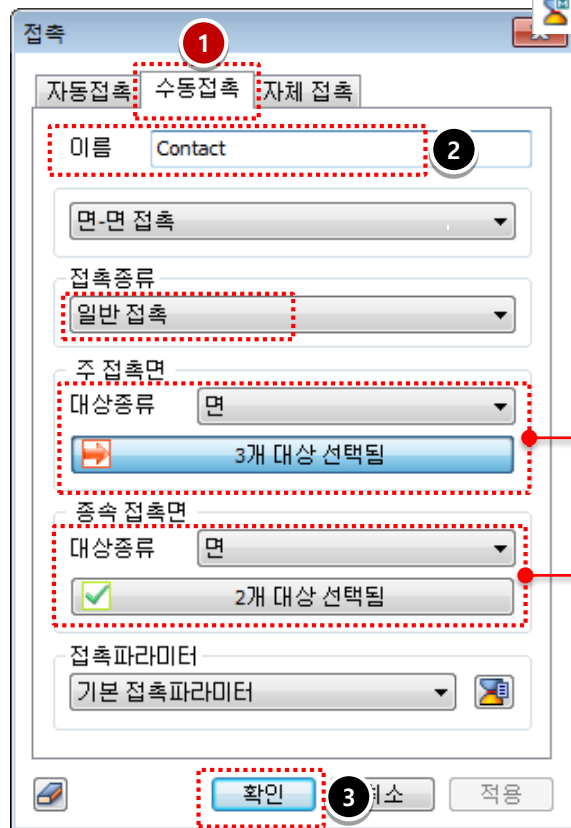 접촉
1
자동접촉 수동접촉 자체 접촉
이름 Contact 2
면-면 접촉
접촉종류
일반 접촉
주 접촉면
대상종류 면
3개 대상 선택됨
종속 접촉면
대상종류 면
2개 대상 선택됨
접촉파라미터
기본 접촉파라미터
확인 3 소 적용